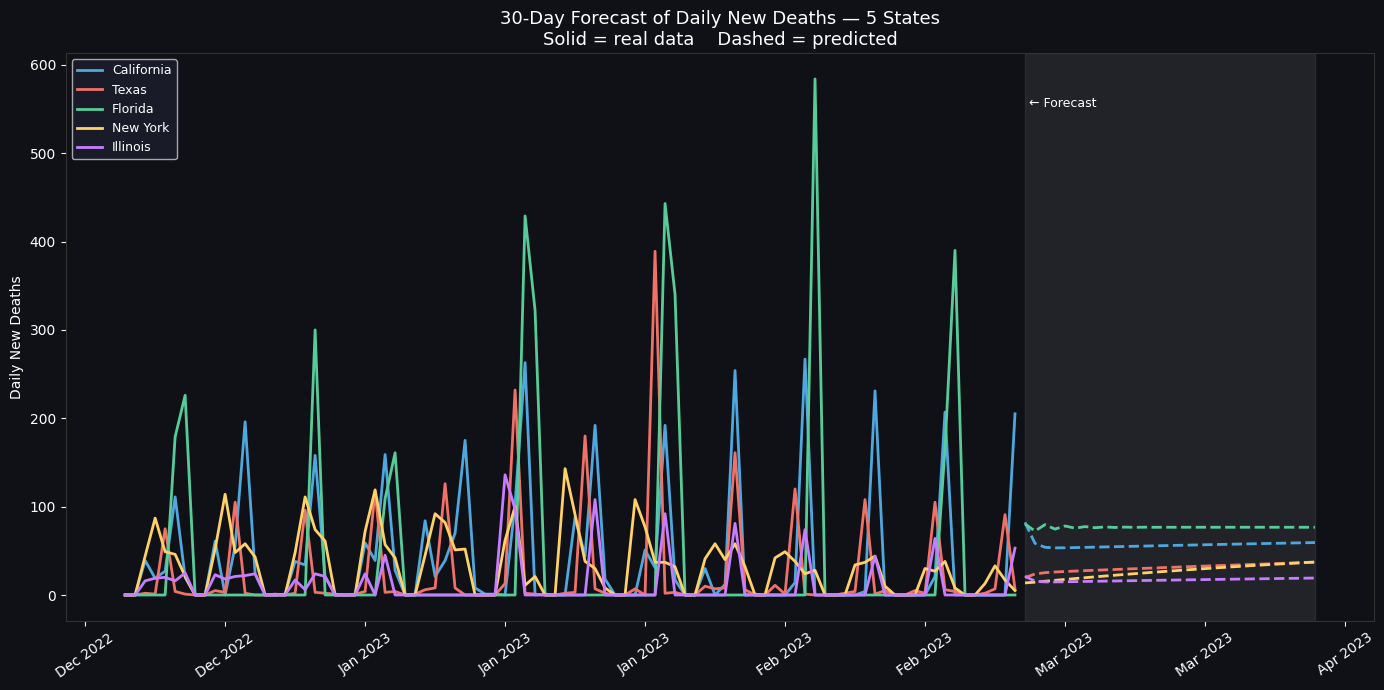 30-Day Forecast of Daily New Deaths — 5 States
Solid = real data    Dashed = predicted
California
Texas
Florida
New York
Illinois
← Forecast
Daily New Deaths
600
500
400
300
200
100
0
Dec 2022
Dec 2022
Jan 2023
Jan 2023
Jan 2023
Feb 2023
Feb 2023
Mar 2023
Mar 2023
Apr 2023